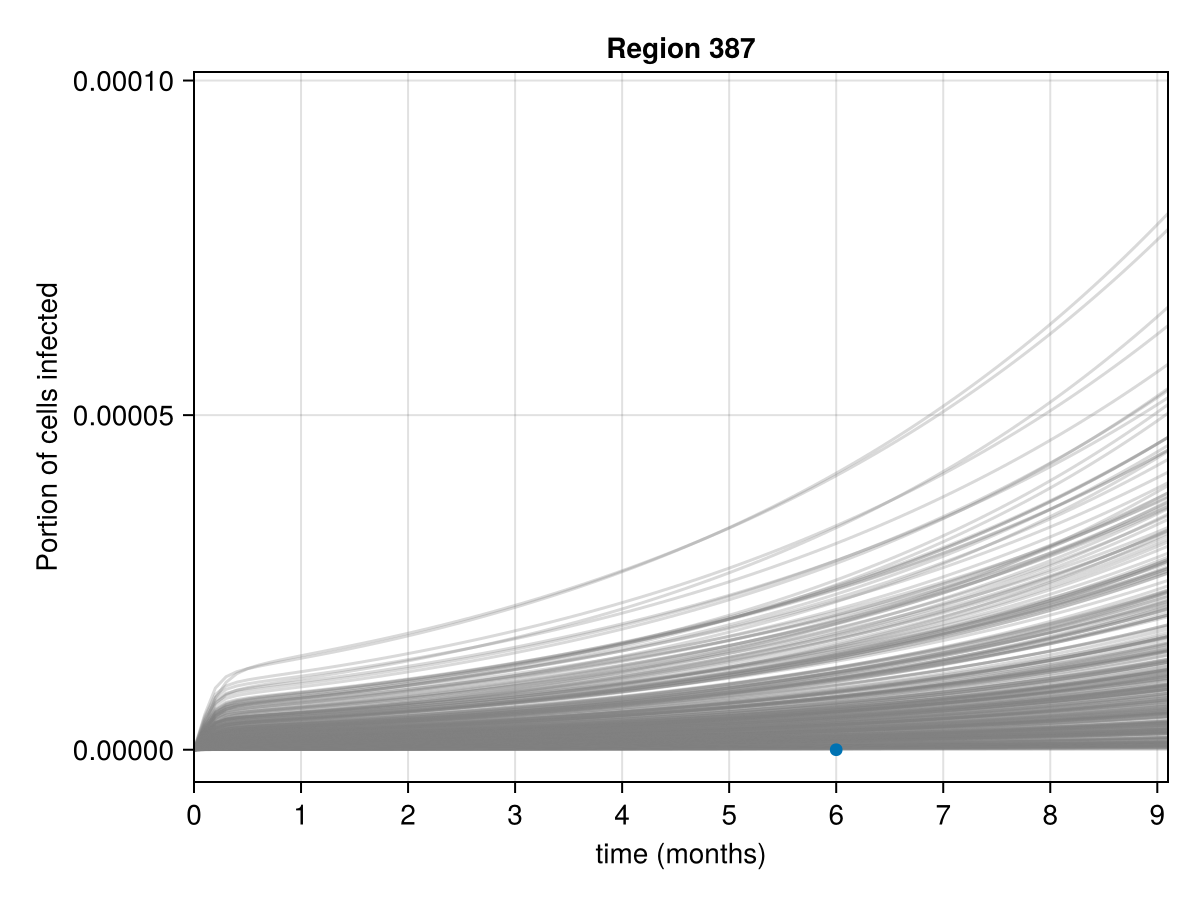 Region 387
Portion of cells infected
0.00010
0.00005
0.00000
0 1 2 3 4 5 6 7 8 9
time (months)